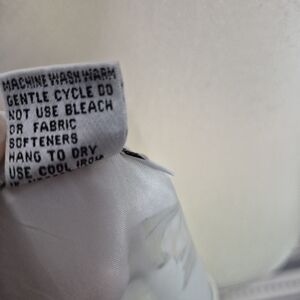 MACHINE WASH WARM
GENTLE CYCLE DO
NOT USE BLEACH
OR FABRIC
SOFTENERS
HANG TO DRY
USE COOL IRON